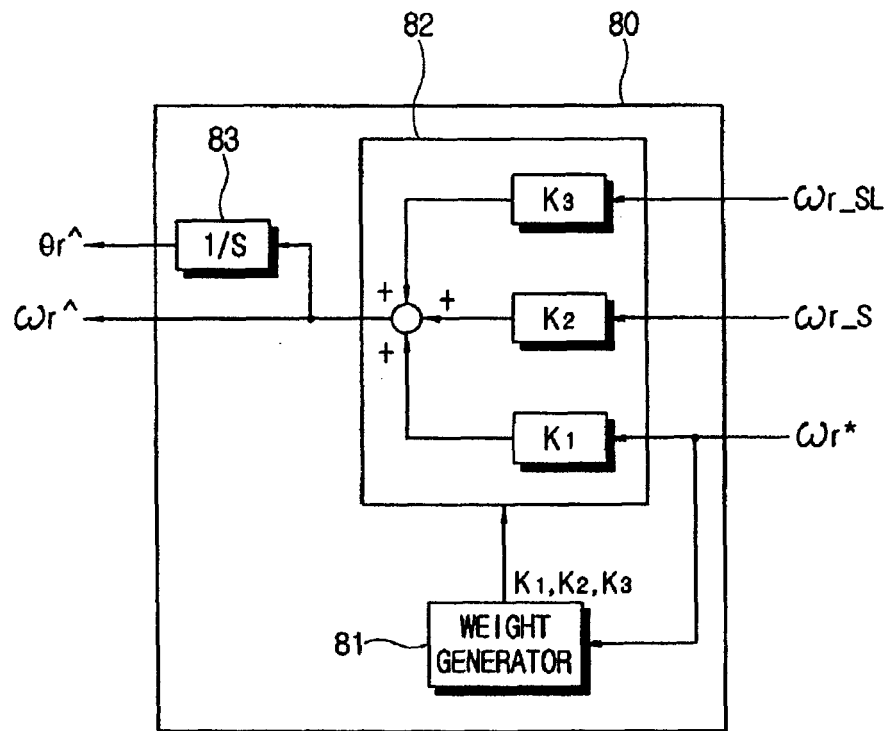 82
80
83
K3
ωr_SL
θr^
1/S
+
+
K2
ωr_S
ωr^
+
K1
ωr*
K1,K2,K3
81
WEIGHT
GENERATOR